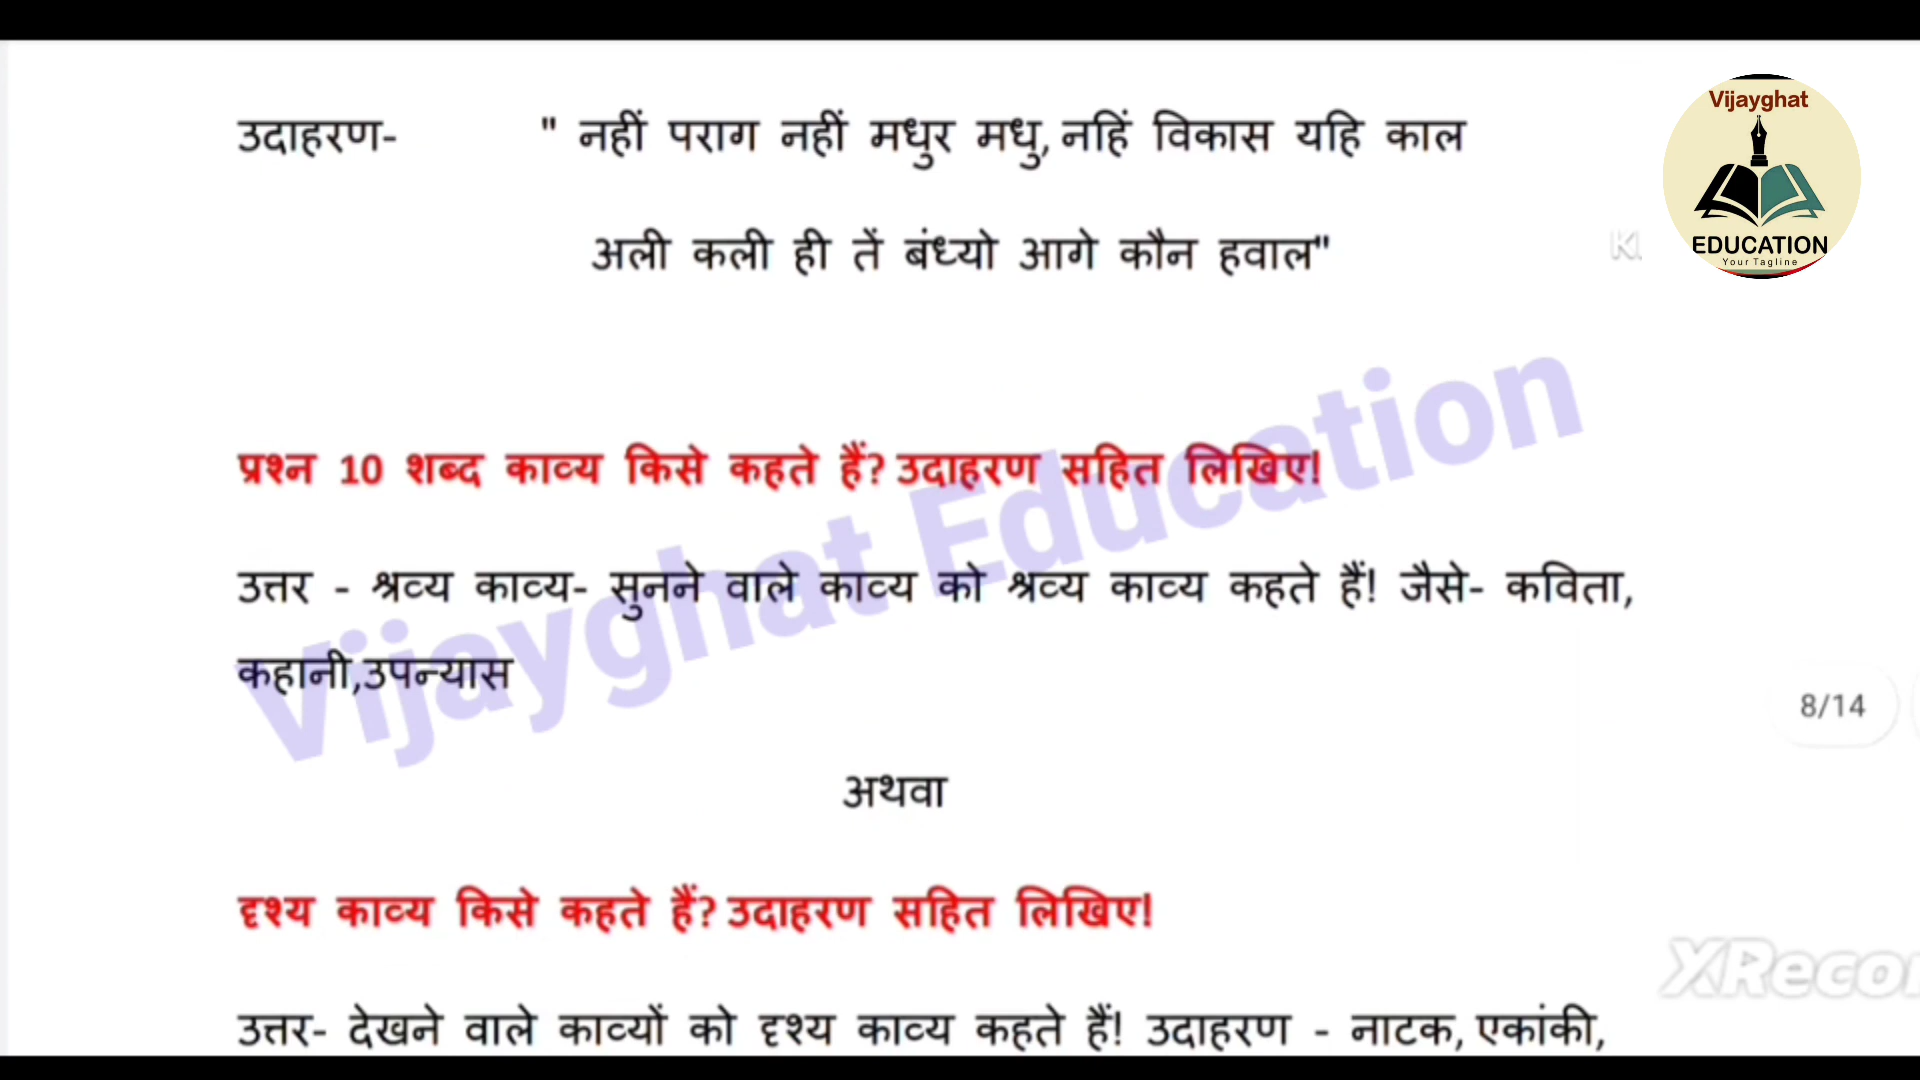 Vijayghat
EDUCATION
Your Tagline
उदाहरण- " नहीं पराग नहीं मधुर मधु, नहिं विकास यहि काल
अली कली ही तें बंध्यो आगे कौन हवाल"
प्रश्न 10 शब्द काव्य किसे कहते हैं? उदाहरण सहित लिखिए!
उत्तर - श्रव्य काव्य- सुनने वाले काव्य को श्रव्य काव्य कहते हैं! जैसे- कविता,
कहानी,उपन्यास
Vijayghat Education
8/14
अथवा
दृश्य काव्य किसे कहते हैं? उदाहरण सहित लिखिए!
उत्तर- देखने वाले काव्यों को दृश्य काव्य कहते हैं! उदाहरण - नाटक, एकांकी,
XRecor